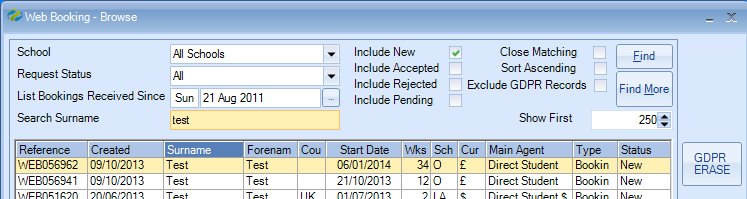 Web Booking - Browse
School All Schools Include New Close Matching Find
Request Status All Include Accepted Sort Ascending
Include Rejected Exclude GDPR Records Find More
List Bookings Received Since Sun 21 Aug 2011 ... Include Pending
Search Surname test Show First 250
Reference Created Surname Forenam Cou Start Date Wks Sch Cur Main Agent Type Status
WEB056962 09/10/2013 Test Test 06/01/2014 34 O £ Direct Student Bookin New
WEB056941 09/10/2013 Test Test 21/10/2013 12 O £ Direct Student Bookin New
WEB051620 20/06/2013 Test Test UK 01/07/2013 2 LA $ Direct Student $ Bookin New
GDPR
ERASE